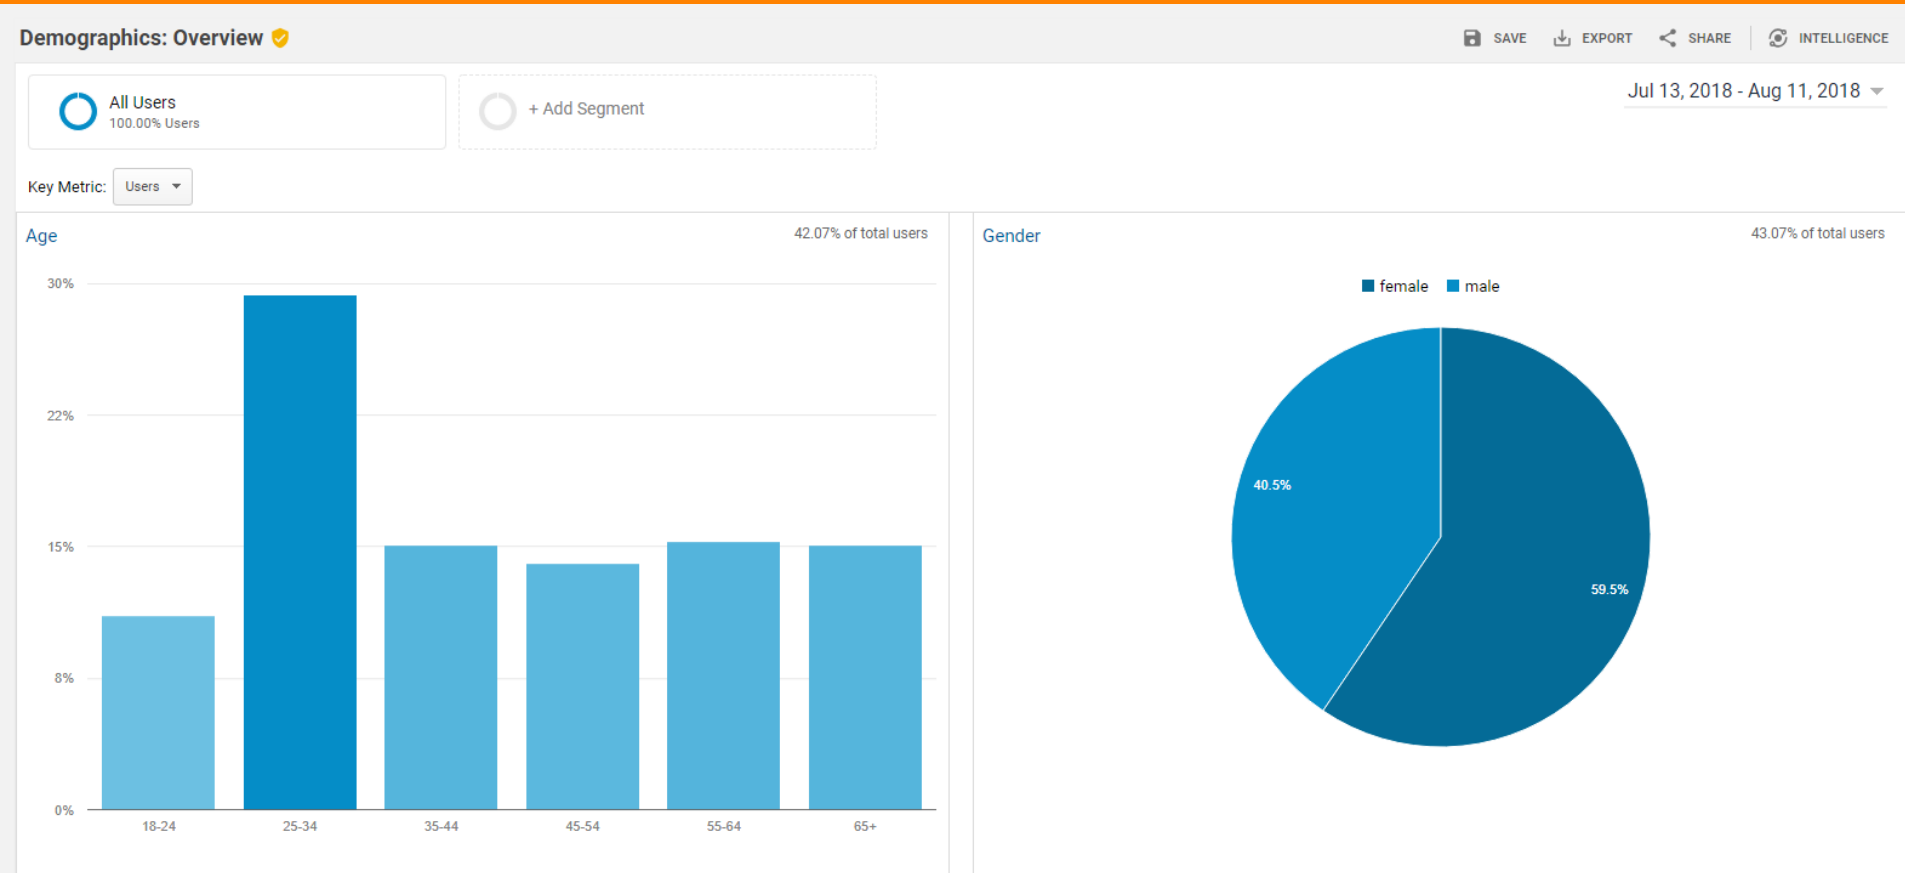 Demographics: Overview
SAVE EXPORT SHARE INTELLIGENCE
All Users
100.00% Users
+ Add Segment
Jul 13, 2018 - Aug 11, 2018
Key Metric: Users
Age
42.07% of total users
30%
22%
15%
8%
0%
18-24 25-34 35-44 45-54 55-64 65+
Gender
43.07% of total users
female male
40.5%
59.5%